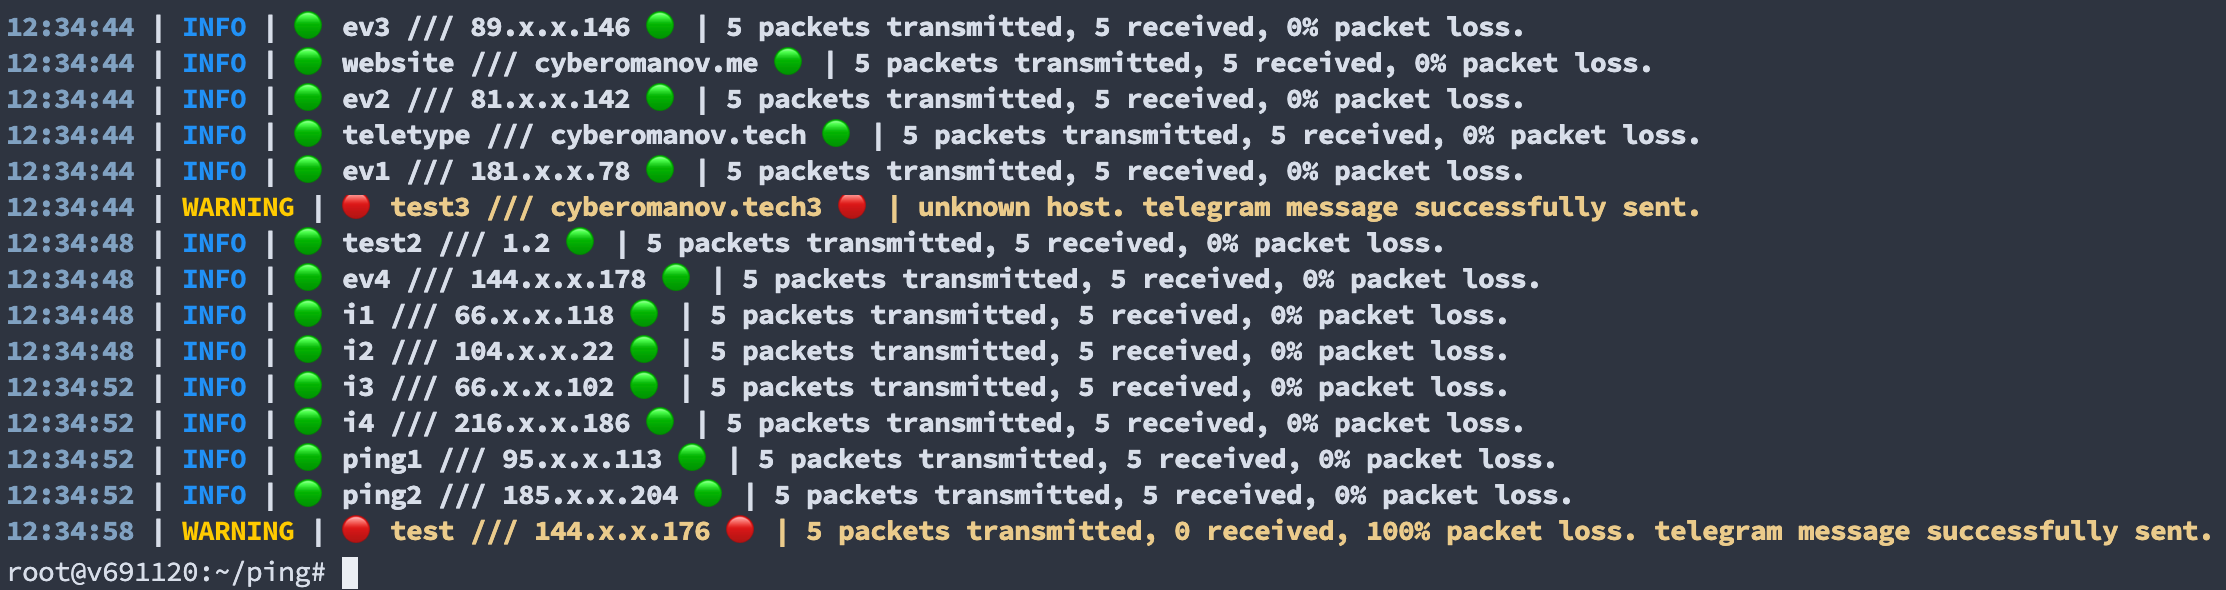 12:34:44 | INFO | 🟢 ev3 /// 89.x.x.146 🟢 | 5 packets transmitted, 5 received, 0% packet loss.
12:34:44 | INFO | 🟢 website /// cyberomanov.me 🟢 | 5 packets transmitted, 5 received, 0% packet loss.
12:34:44 | INFO | 🟢 ev2 /// 81.x.x.142 🟢 | 5 packets transmitted, 5 received, 0% packet loss.
12:34:44 | INFO | 🟢 teletype /// cyberomanov.tech 🟢 | 5 packets transmitted, 5 received, 0% packet loss.
12:34:44 | INFO | 🟢 ev1 /// 181.x.x.78 🟢 | 5 packets transmitted, 5 received, 0% packet loss.
12:34:44 | WARNING | 🔴 test3 /// cyberomanov.tech3 🔴 | unknown host. telegram message successfully sent.
12:34:48 | INFO | 🟢 test2 /// 1.2 🟢 | 5 packets transmitted, 5 received, 0% packet loss.
12:34:48 | INFO | 🟢 ev4 /// 144.x.x.178 🟢 | 5 packets transmitted, 5 received, 0% packet loss.
12:34:48 | INFO | 🟢 i1 /// 66.x.x.118 🟢 | 5 packets transmitted, 5 received, 0% packet loss.
12:34:48 | INFO | 🟢 i2 /// 104.x.x.22 🟢 | 5 packets transmitted, 5 received, 0% packet loss.
12:34:52 | INFO | 🟢 i3 /// 66.x.x.102 🟢 | 5 packets transmitted, 5 received, 0% packet loss.
12:34:52 | INFO | 🟢 i4 /// 216.x.x.186 🟢 | 5 packets transmitted, 5 received, 0% packet loss.
12:34:52 | INFO | 🟢 ping1 /// 95.x.x.113 🟢 | 5 packets transmitted, 5 received, 0% packet loss.
12:34:52 | INFO | 🟢 ping2 /// 185.x.x.204 🟢 | 5 packets transmitted, 5 received, 0% packet loss.
12:34:58 | WARNING | 🔴 test /// 144.x.x.176 🔴 | 5 packets transmitted, 0 received, 100% packet loss. telegram message successfully sent.
root@v691120:~/ping#